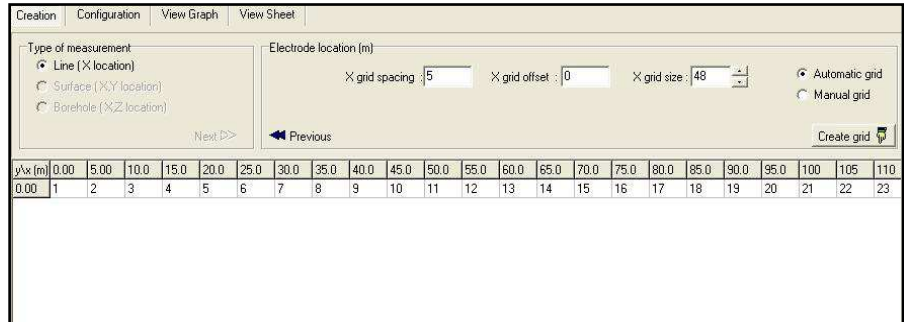 Creation Configuration View Graph View Sheet
Type of measurement
Line ( X location)
Surface ( X,Y location)
Borehole ( X,Z location)
Next
Electrode location (m)
X grid spacing : 5 X grid offset : 0 X grid size : 48
Automatic grid
Manual grid
Previous
Create grid
y\x (m) 0.00 5.00 10.0 15.0 20.0 25.0 30.0 35.0 40.0 45.0 50.0 55.0 60.0 65.0 70.0 75.0 80.0 85.0 90.0 95.0 100 105 110
0.00 1 2 3 4 5 6 7 8 9 10 11 12 13 14 15 16 17 18 19 20 21 22 23